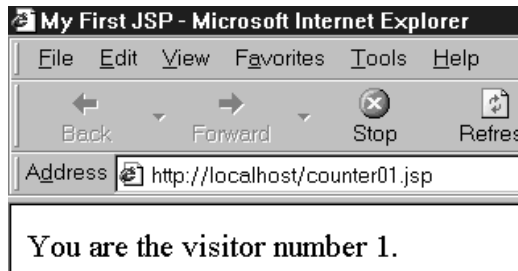 My First JSP - Microsoft Internet Explorer
File Edit View Favorites Tools Help
Back Forward Stop Refres
Address http://localhost/counter01.jsp
You are the visitor number 1.